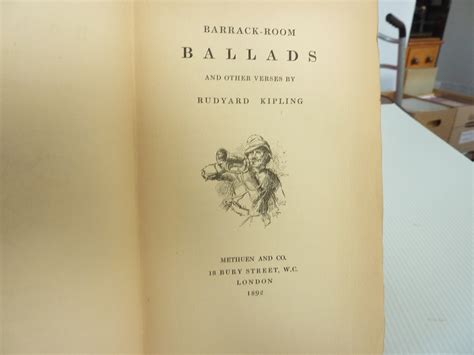 BARRACK-ROOM
BALLADS
AND OTHER VERSES BY
RUDYARD KIPLING
METHUEN AND CO.
18 BURY STREET, W.C.
LONDON
1892